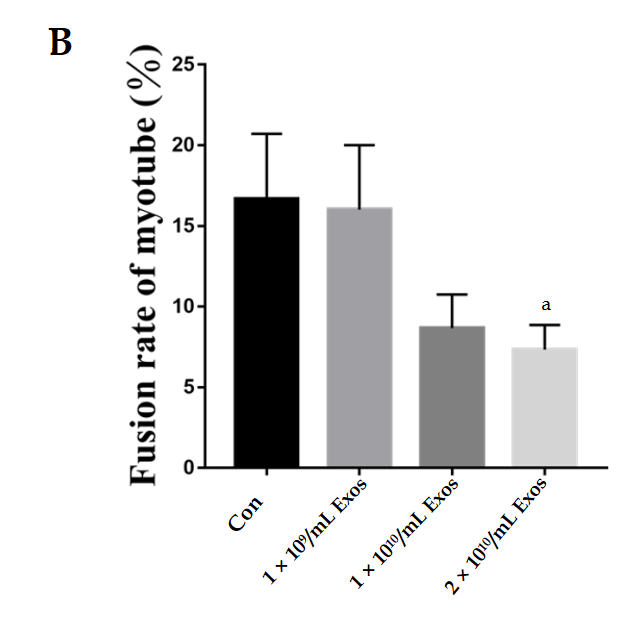 B
Fusion rate of myotube (%)
25
20
15
10
5
0
a
Con
1 × 10⁹/mL Exos
1 × 10¹⁰/mL Exos
2 × 10¹⁰/mL Exos